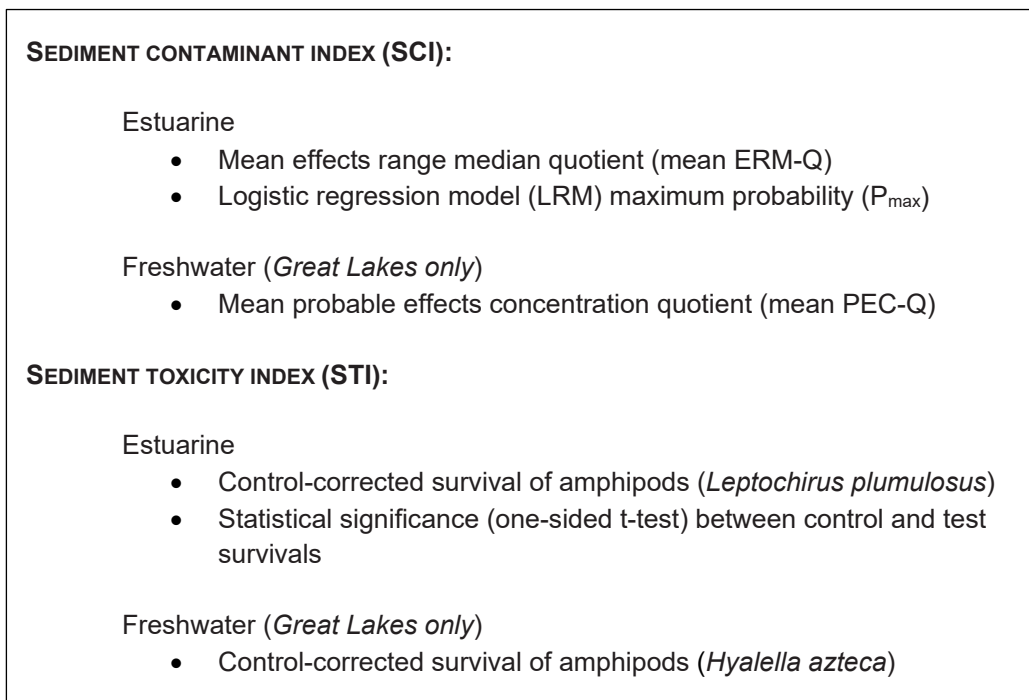 SEDIMENT CONTAMINANT INDEX (SCI):
Estuarine
• Mean effects range median quotient (mean ERM-Q)
• Logistic regression model (LRM) maximum probability (Pmax)
Freshwater (Great Lakes only)
• Mean probable effects concentration quotient (mean PEC-Q)
SEDIMENT TOXICITY INDEX (STI):
Estuarine
• Control-corrected survival of amphipods (Leptochirus plumulosus)
• Statistical significance (one-sided t-test) between control and test
survivals
Freshwater (Great Lakes only)
• Control-corrected survival of amphipods (Hyalella azteca)